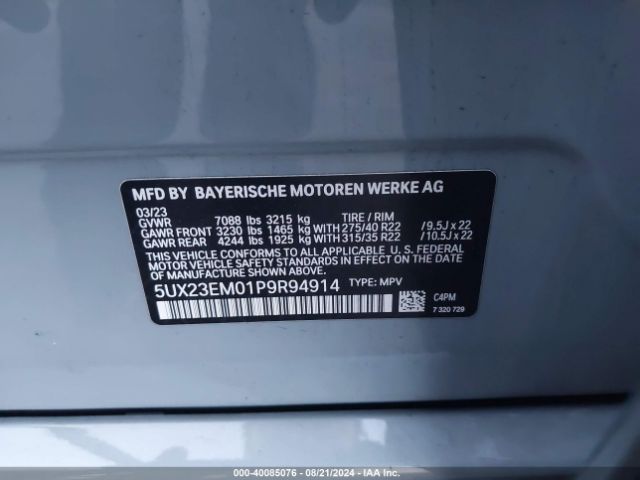 MFD BY BAYERISCHE MOTOREN WERKE AG
03/23
GVWR 7088 lbs 3215 kg TIRE / RIM
GAWR FRONT 3230 lbs 1465 kg WITH 275/40 R22 /9.5J x 22
GAWR REAR 4244 lbs 1925 kg WITH 315/35 R22 /10.5J x 22
THIS VEHICLE CONFORMS TO ALL APPLICABLE U. S. FEDERAL
MOTOR VEHICLE SAFETY STANDARDS IN EFFECT ON THE DATE OF
MANUFACTURE SHOWN ABOVE.
5UX23EM01P9R94914 TYPE: MPV
C4PM
7 320 729
000-40085076 - 08/21/2024 - IAA Inc.